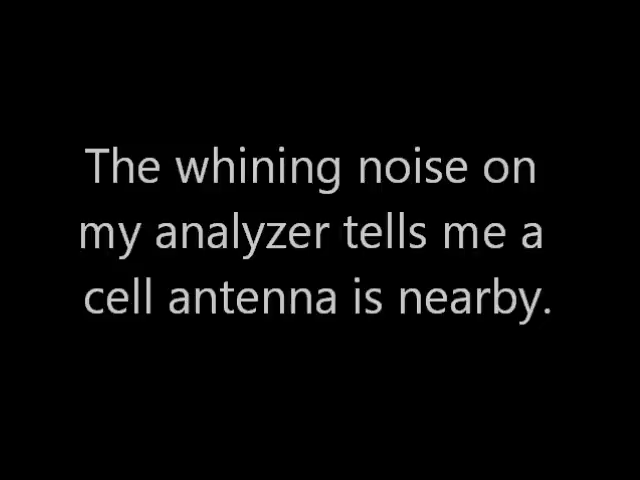 The whining noise on
my analyzer tells me a
cell antenna is nearby.